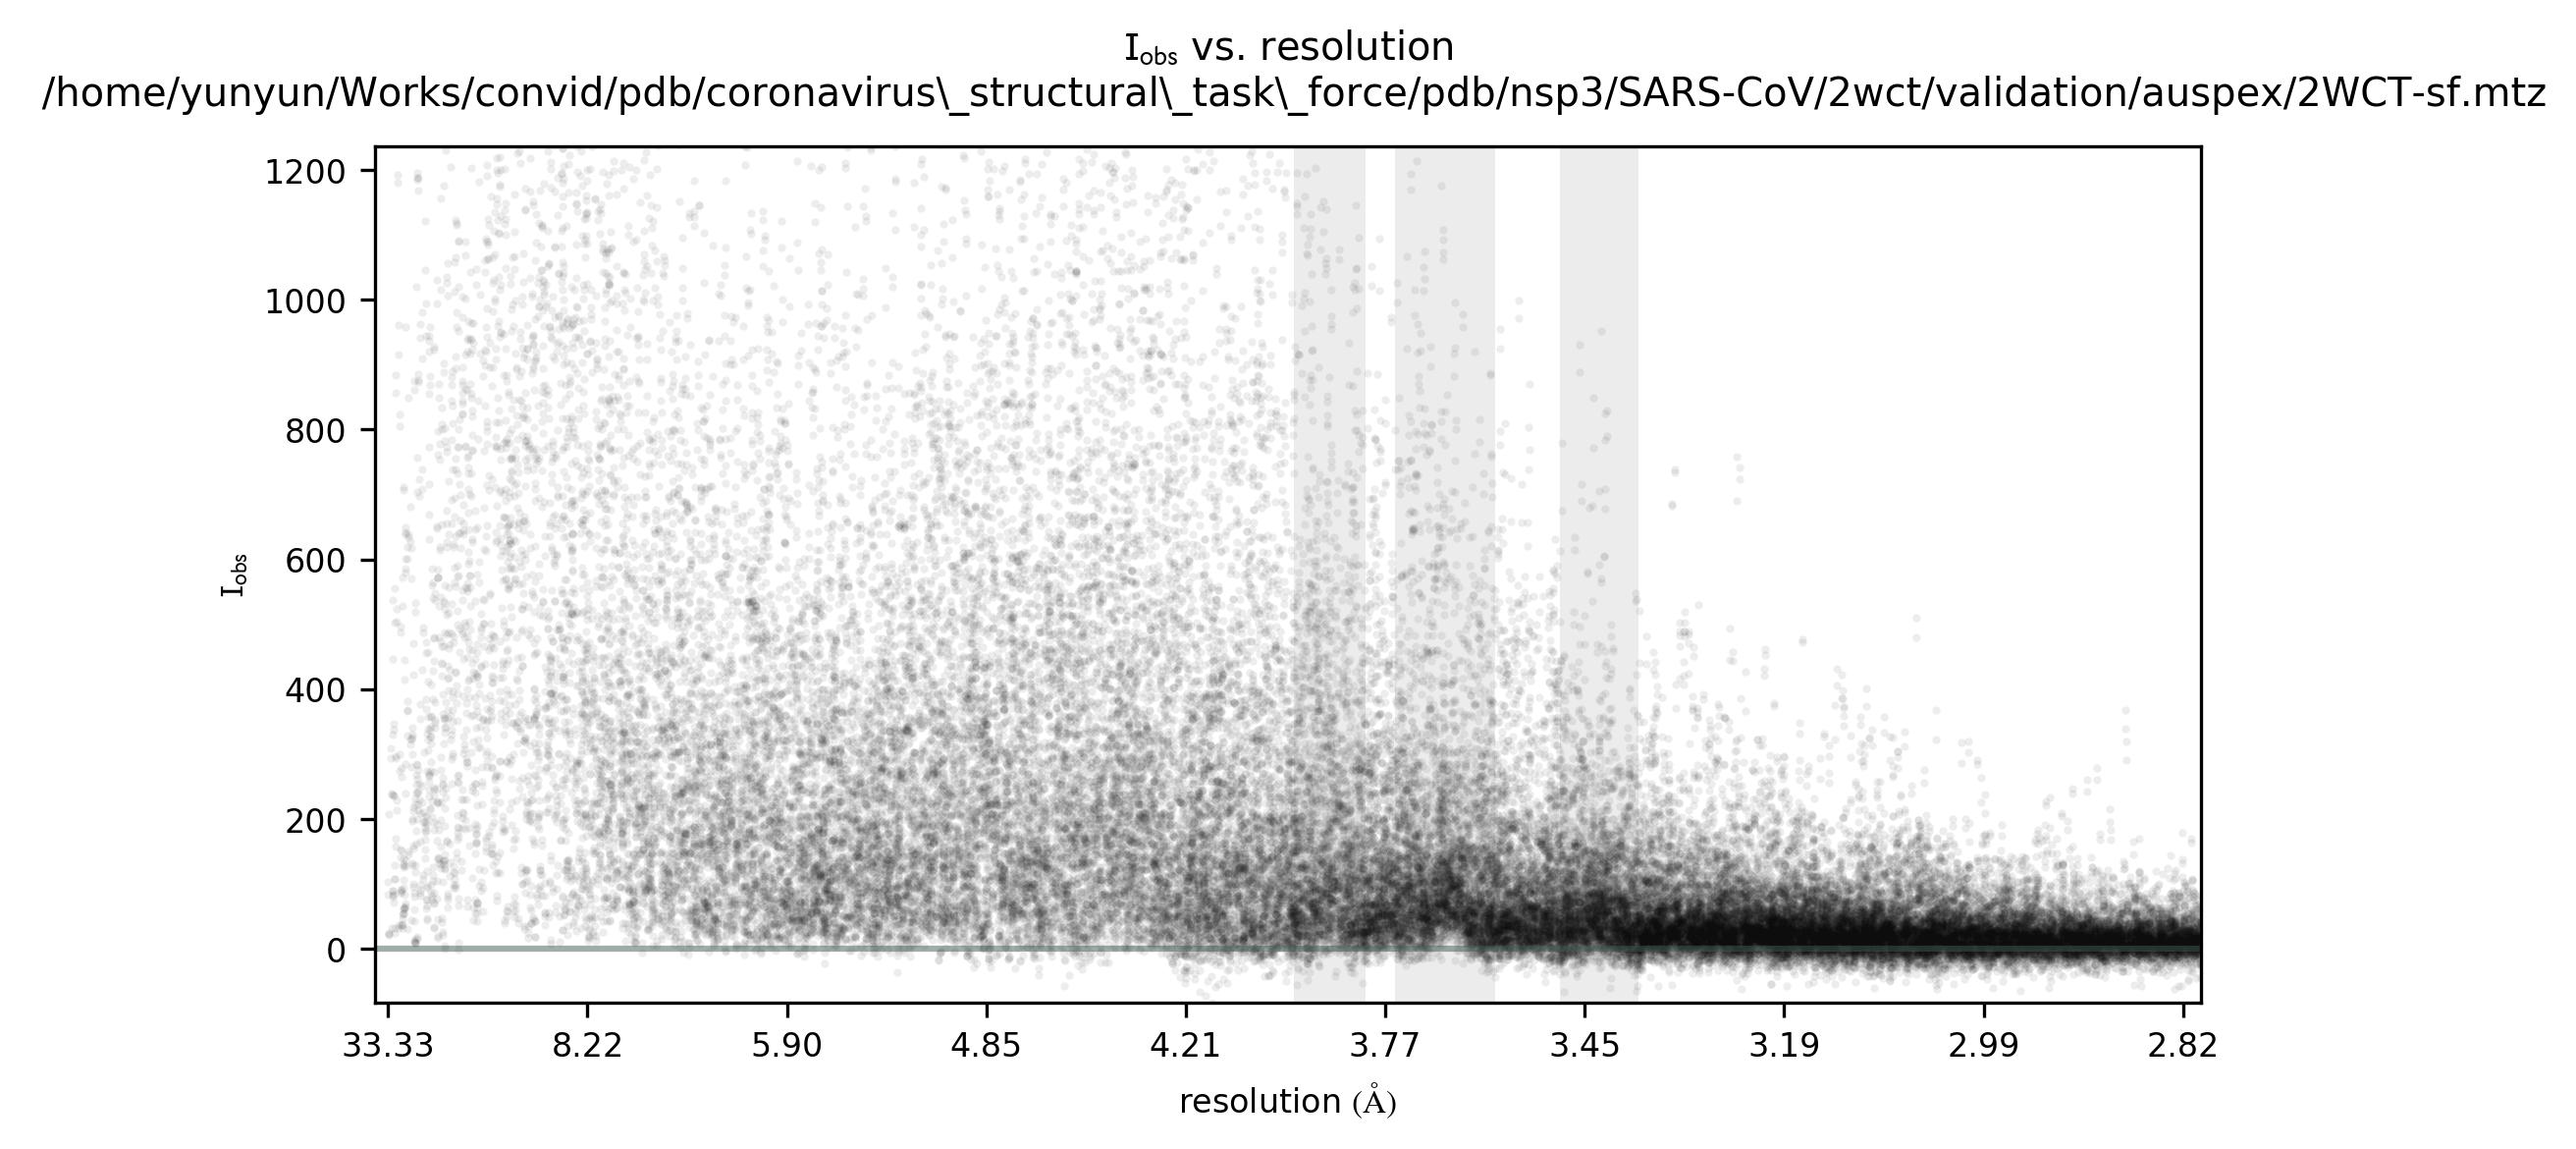 I_obs vs. resolution
/home/yunyun/Works/convid/pdb/coronavirus\_structural\_task\_force/pdb/nsp3/SARS-CoV/2wct/validation/auspex/2WCT-sf.mtz
1200
1000
800
600
400
200
0
I_obs
33.33 8.22 5.90 4.85 4.21 3.77 3.45 3.19 2.99 2.82
resolution (Å)